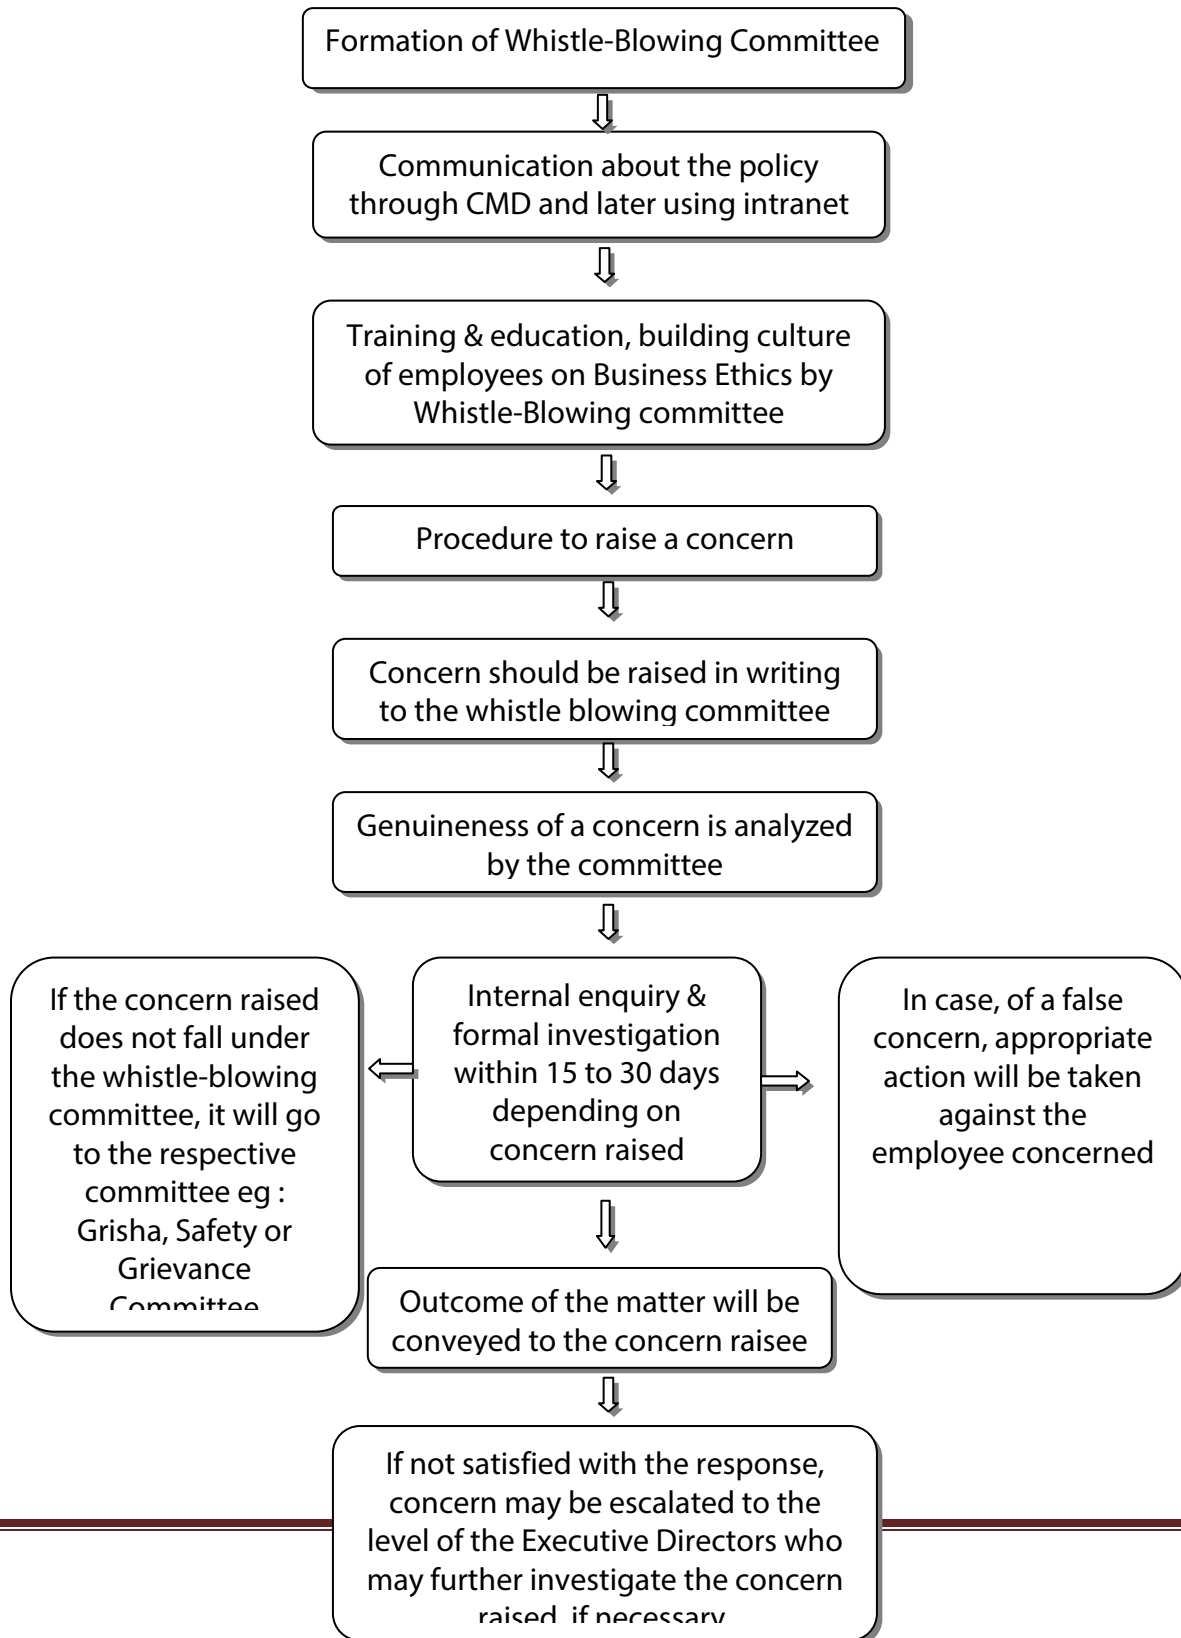 Formation of Whistle-Blowing Committee
Communication about the policy
through CMD and later using intranet
Training & education, building culture
of employees on Business Ethics by
Whistle-Blowing committee
Procedure to raise a concern
Concern should be raised in writing
to the whistle blowing committee
Genuineness of a concern is analyzed
by the committee
If the concern raised
does not fall under
the whistle-blowing
committee, it will go
to the respective
committee eg :
Grisha, Safety or
Grievance
Committee
Internal enquiry &
formal investigation
within 15 to 30 days
depending on
concern raised
In case, of a false
concern, appropriate
action will be taken
against the
employee concerned
Outcome of the matter will be
conveyed to the concern raisee
If not satisfied with the response,
concern may be escalated to the
level of the Executive Directors who
may further investigate the concern
raised, if necessary